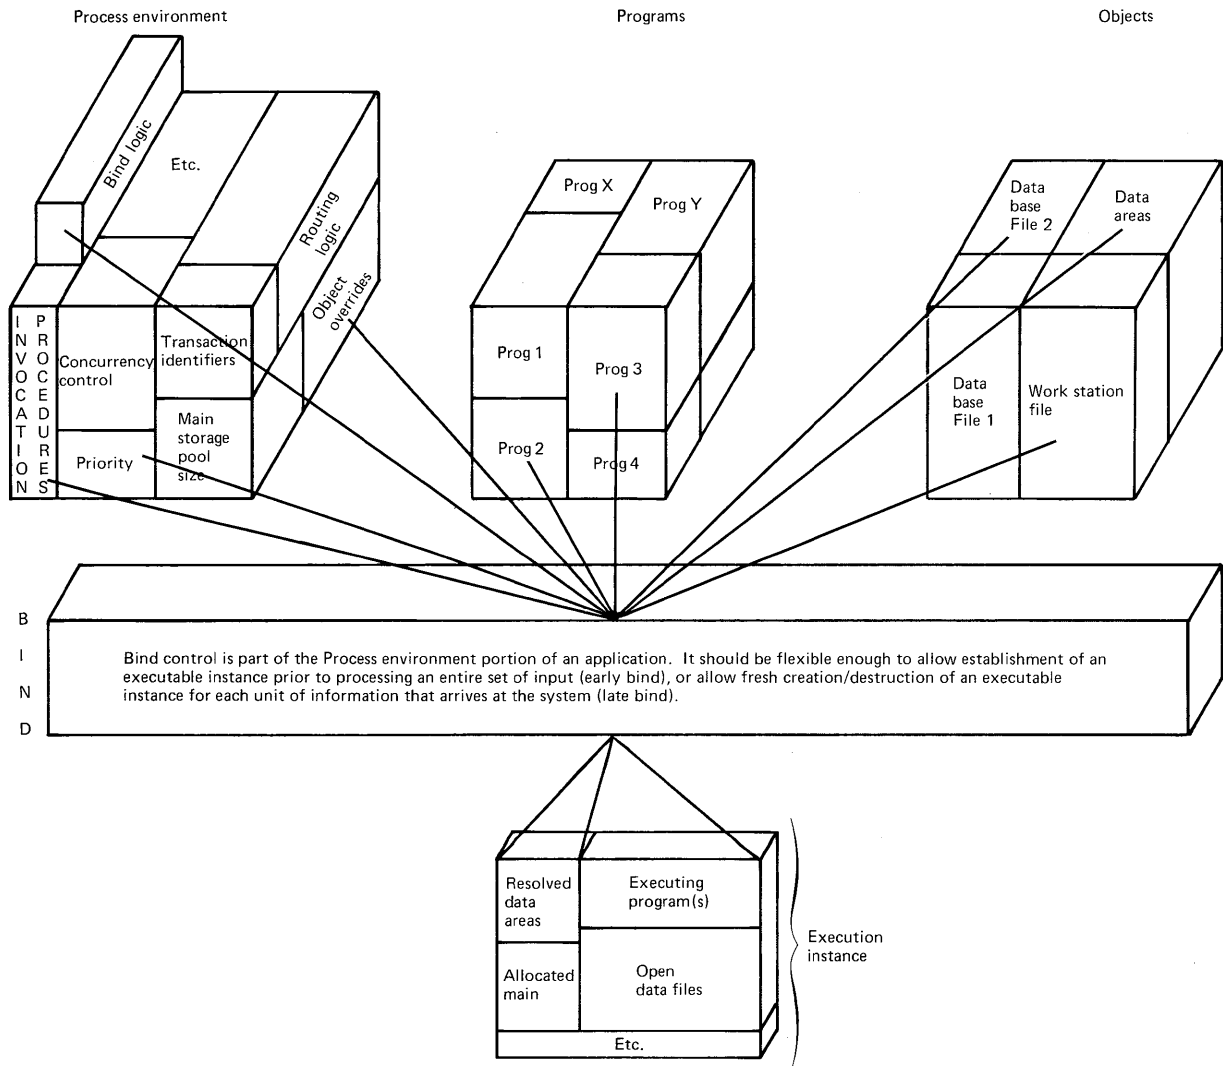 Process environment
Programs
Objects
Bind logic
Etc.
Routing
logic
Object
overrides
INVOCATION
PROCEDURES
Concurrency
control
Transaction
identifiers
Priority
Main
storage
pool
size
Prog X
Prog Y
Prog 1
Prog 3
Prog 2
Prog 4
Data
base
File 2
Data
areas
Data
base
File 1
Work station
file
BIND
Bind control is part of the Process environment portion of an application. It should be flexible enough to allow establishment of an
executable instance prior to processing an entire set of input (early bind), or allow fresh creation/destruction of an executable
instance for each unit of information that arrives at the system (late bind).
Resolved
data
areas
Executing
program(s)
Allocated
main
Open
data files
Etc.
Execution
instance